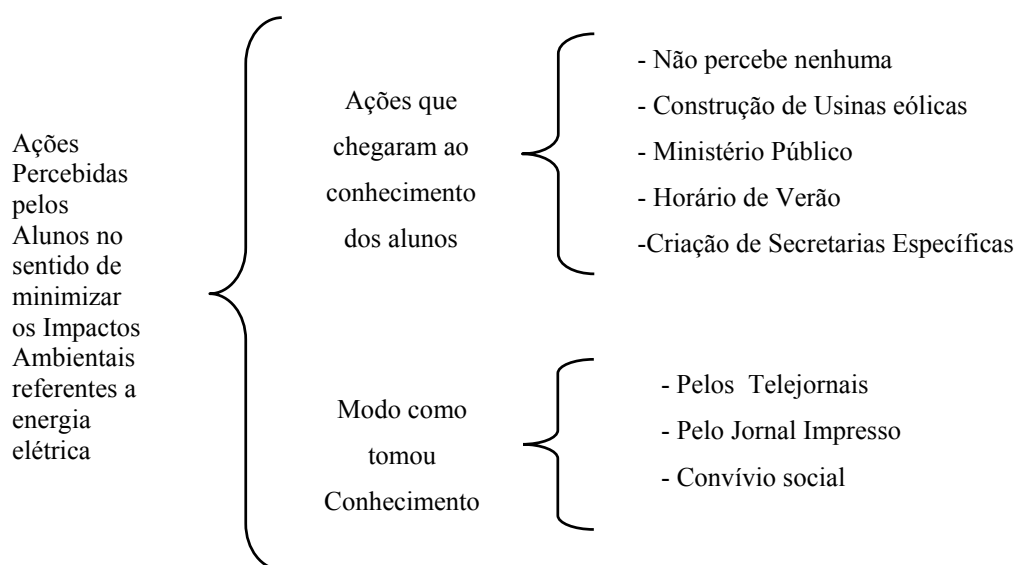 Ações
Percebidas
pelos
Alunos no
sentido de
minimizar
os Impactos
Ambientais
referentes a
energia
elétrica
Ações que
chegaram ao
conhecimento
dos alunos
- Não percebe nenhuma
- Construção de Usinas eólicas
- Ministério Público
- Horário de Verão
-Criação de Secretarias Específicas
Modo como
tomou
Conhecimento
- Pelos  Telejornais
- Pelo Jornal Impresso
- Convívio social